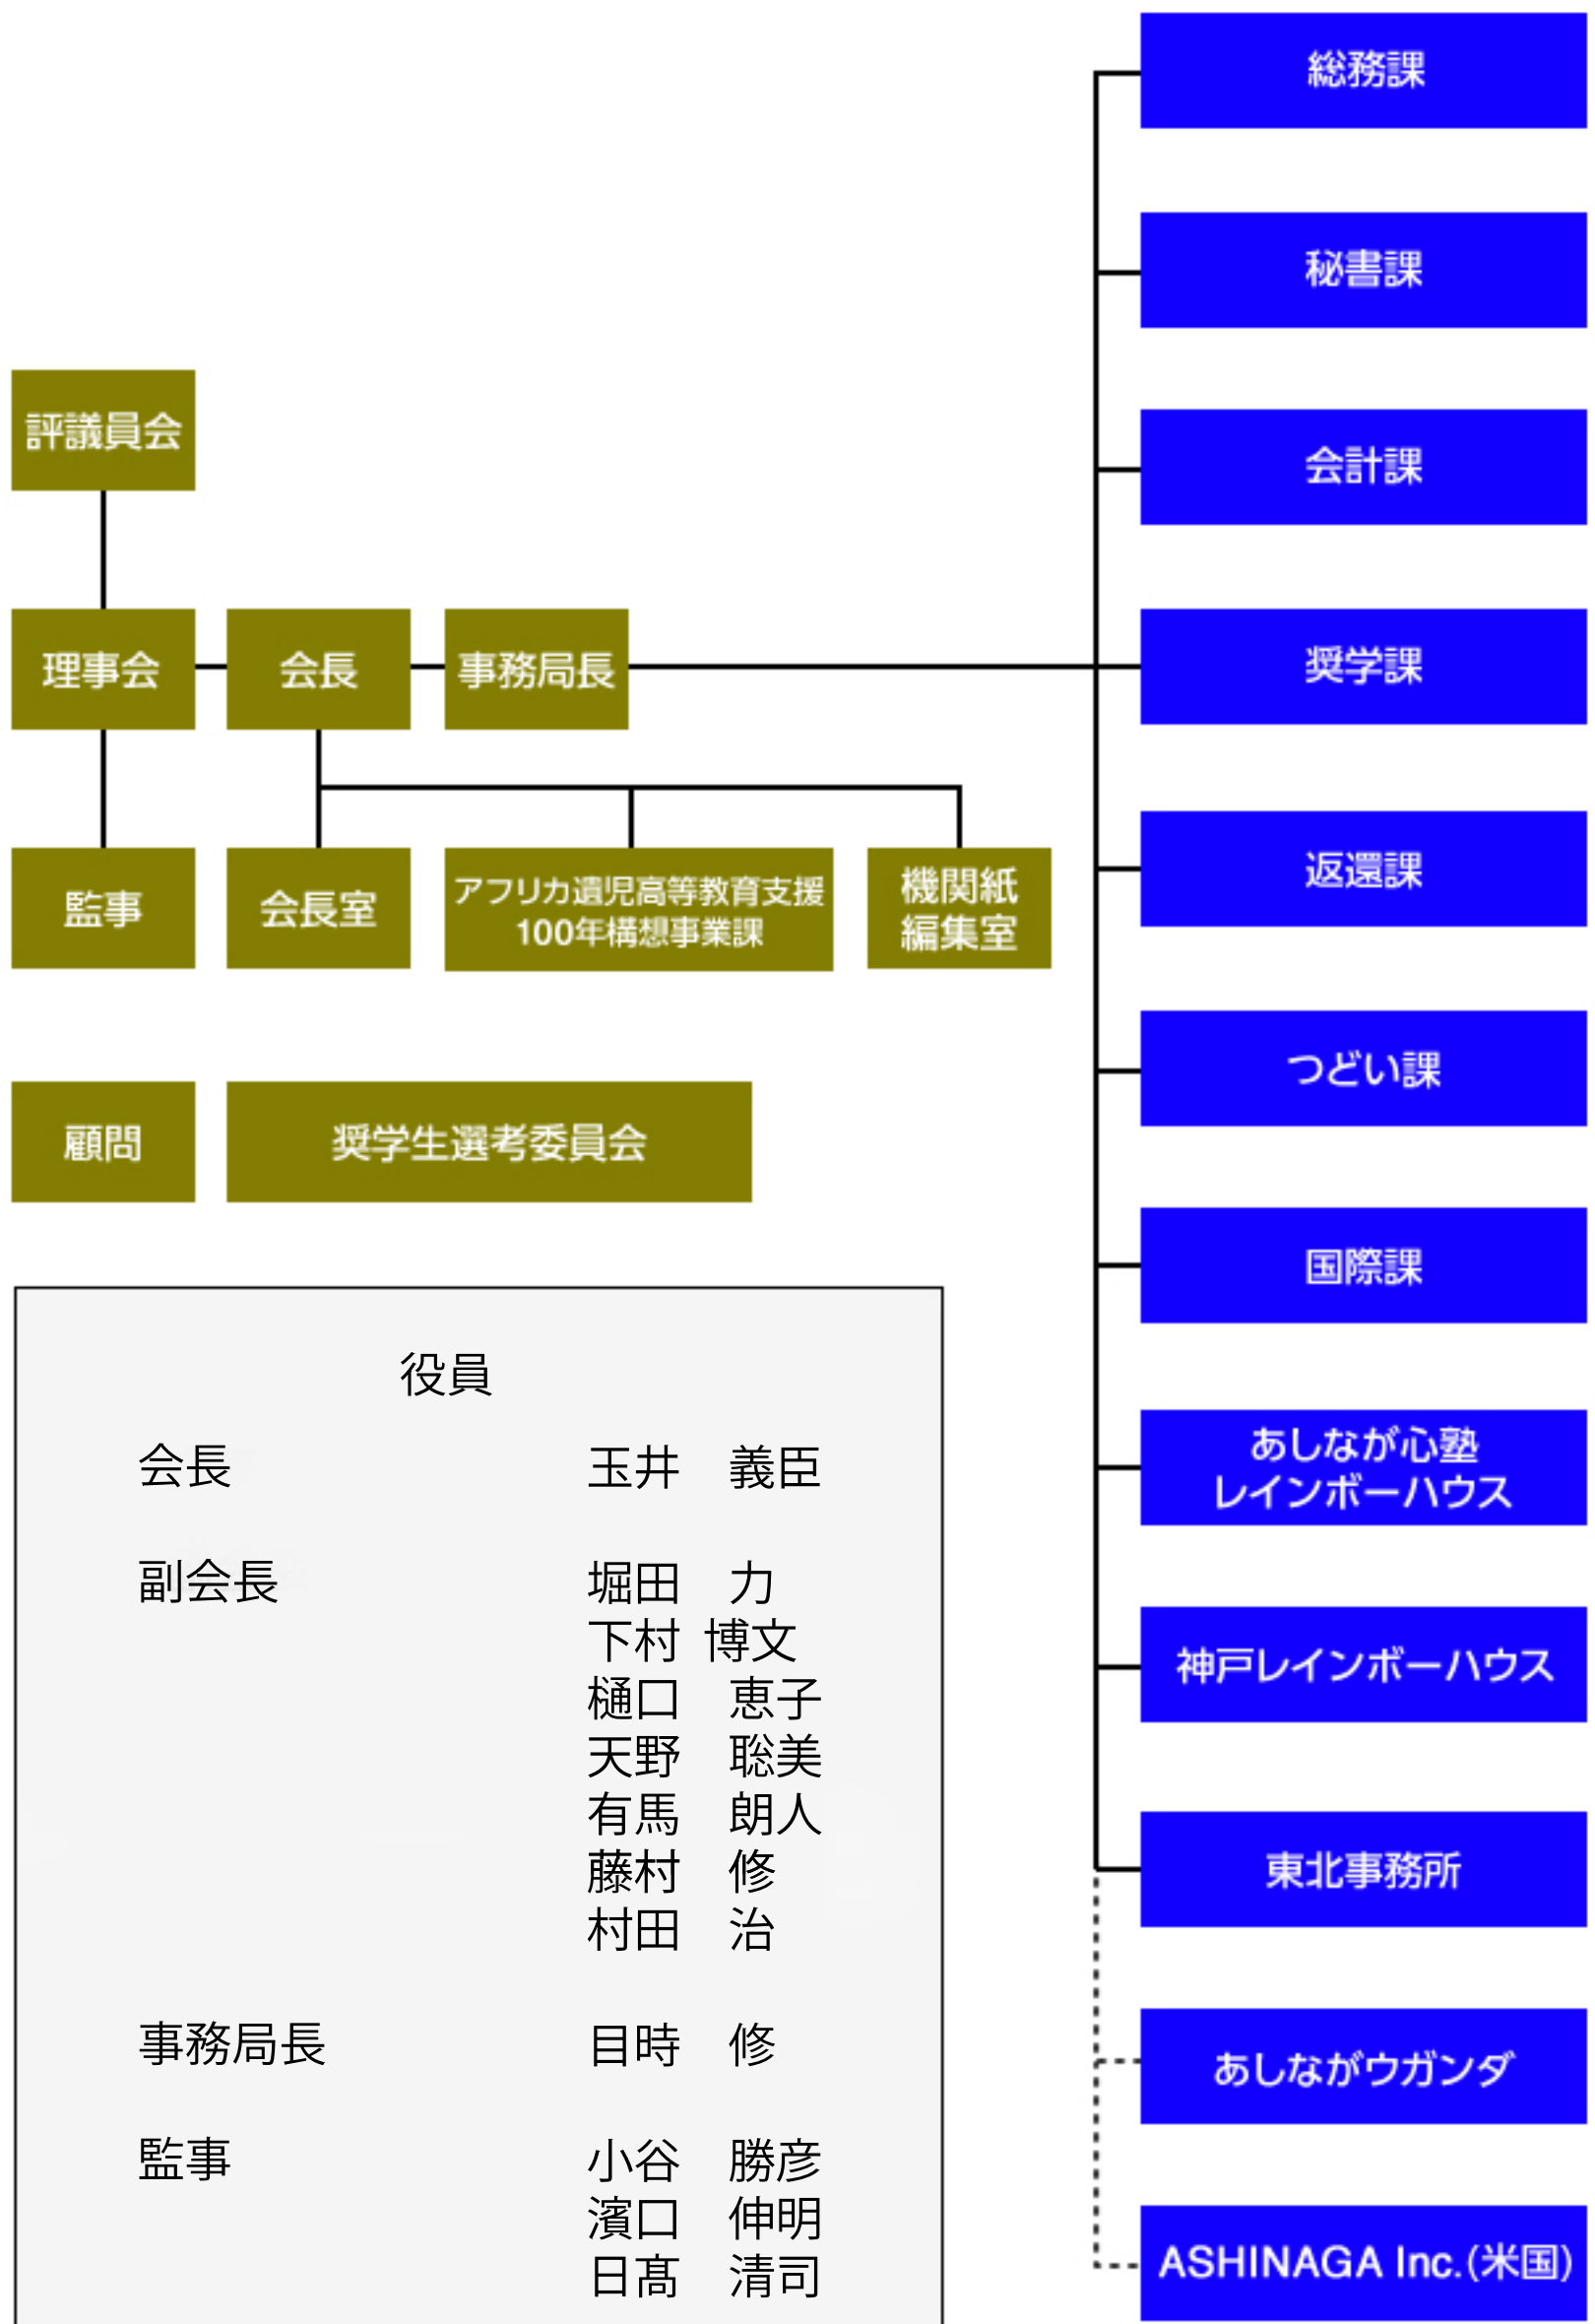 総務課
秘書課
会計課
奨学課
返還課
つどい課
国際課
あしなが心塾
レインボーハウス
神戸レインボーハウス
東北事務所
あしながウガンダ
ASHINAGA Inc.(米国)
評議員会
理事会
会長
事務局長
監事
会長室
アフリカ遺児高等教育支援
100年構想事業課
機関紙
編集室
顧問
奨学生選考委員会
役員
会長 玉井 義臣
副会長 堀田 力
下村 博文
樋口 恵子
天野 聡美
有馬 朗人
藤村 修
村田 治
事務局長 目時 修
監事 小谷 勝彦
濱口 伸明
日髙 清司